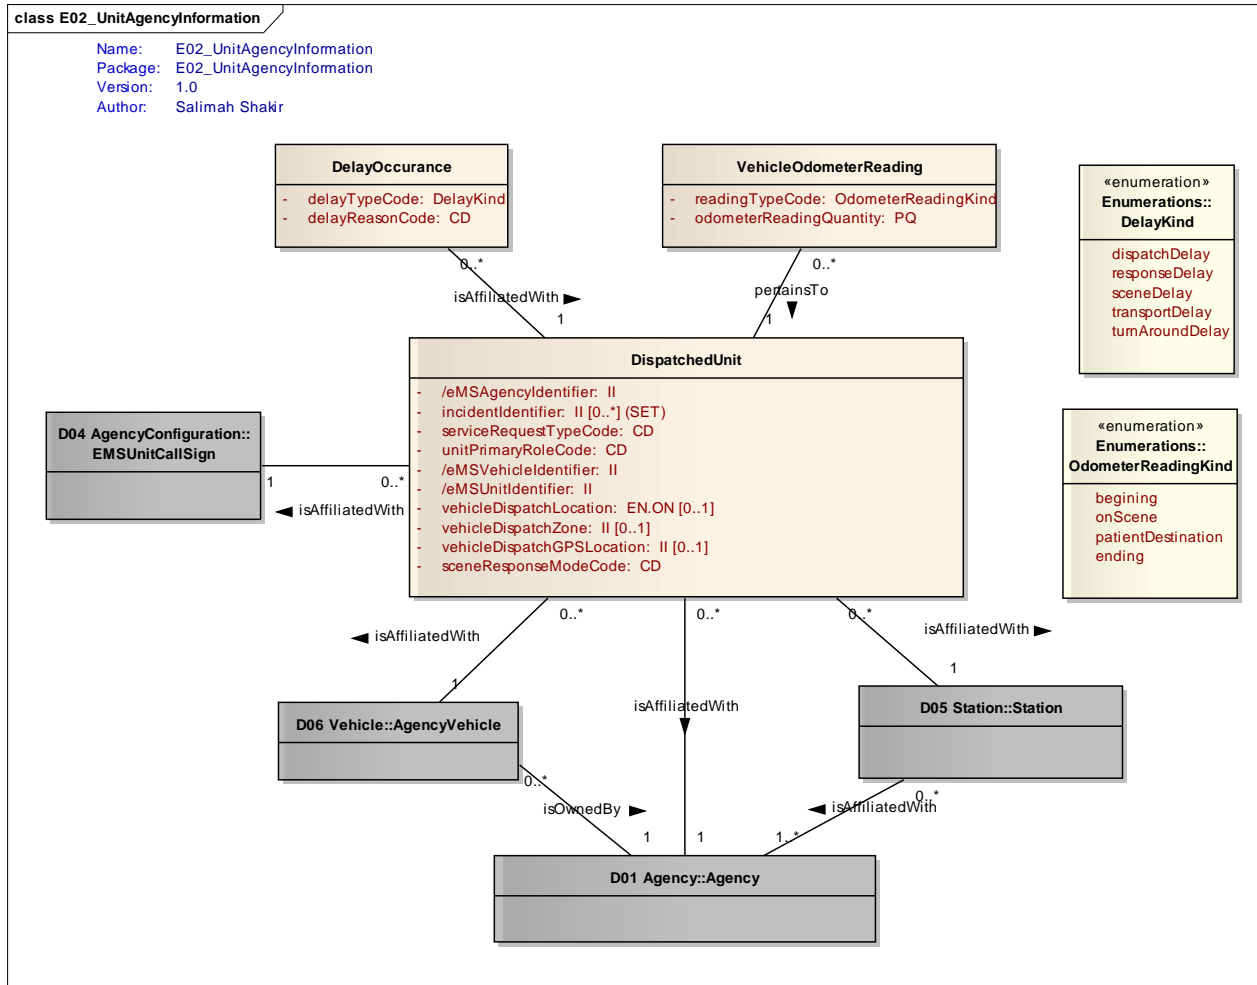 class E02_UnitAgencyInformation
Name: E02_UnitAgencyInformation
Package: E02_UnitAgencyInformation
Version: 1.0
Author: Salimah Shakir
DelayOccurance
- delayTypeCode: DelayKind
- delayReasonCode: CD
VehicleOdometerReading
- readingTypeCode: OdometerReadingKind
- odometerReadingQuantity: PQ
«enumeration»
Enumerations::
DelayKind
dispatchDelay
responseDelay
sceneDelay
transportDelay
turnAroundDelay
0..*
isAffiliatedWith
1
0..*
pertainsTo
1
DispatchedUnit
- /eMSAgencyIdentifier: II
- incidentIdentifier: II [0..*] (SET)
- serviceRequestTypeCode: CD
- unitPrimaryRoleCode: CD
- /eMSVehicleIdentifier: II
- /eMSUnitIdentifier: II
- vehicleDispatchLocation: EN.ON [0..1]
- vehicleDispatchZone: II [0..1]
- vehicleDispatchGPSLocation: II [0..1]
- sceneResponseModeCode: CD
D04 AgencyConfiguration::
EMSUnitCallSign
1
0..*
isAffiliatedWith
«enumeration»
Enumerations::
OdometerReadingKind
begining
onScene
patientDestination
ending
0..*
isAffiliatedWith
1
0..*
isAffiliatedWith
1
0..*
isAffiliatedWith
1
D06 Vehicle::AgencyVehicle
D05 Station::Station
0..*
isOwnedBy
1
0..*
isAffiliatedWith
1..*
D01 Agency::Agency